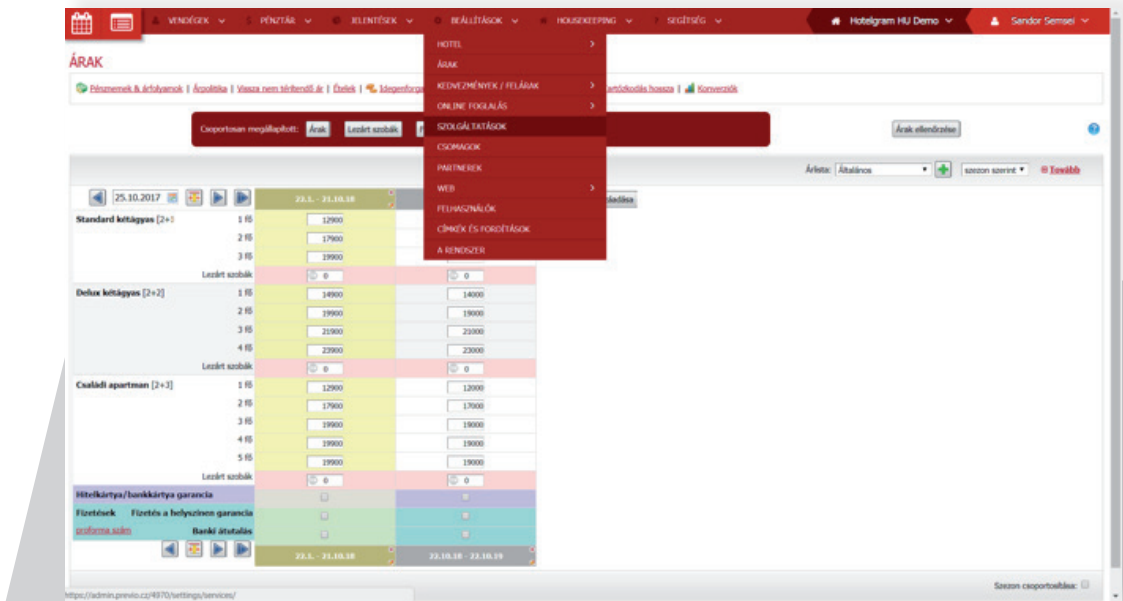 VENDÉGEK PÉNZTÁR JELENTÉSEK BEÁLLÍTÁSOK HOUSEKEEPING SEGÍTSÉG Hotelgram HU Demo Sandor Semsei
HOTEL
ÁRAK
KEDVEZMÉNYEK / FELÁRAK
ONLINE FOGLALÁS
SZOLGÁLTATÁSOK
CSOMAGOK
PARTNEREK
WEB
FELHASZNÁLÓK
CÍMKÉK ÉS FORDÍTÁSOK
A RENDSZER
ÁRAK
Pénznemek & árfolyamok | Árpolitika | Vissza nem térítendő ár | Ételek | Idegenforga artózkodás hossza | Konverziók
Csoportosan megállapított: Árak Lezárt szobák Árak ellenőrzése
Árlista: Általános szezon szerint Tovább
25.10.2017 22.1. - 21.10.18
Standard kétágyas [2+1 1 fő 12900
2 fő 17900
3 fő 19900
Lezárt szobák 0 0
Delux kétágyas [2+2] 1 fő 14900 14000
2 fő 19900 19000
3 fő 21900 21000
4 fő 23900 23000
Lezárt szobák 0 0
Családi apartman [2+3] 1 fő 12900 12000
2 fő 17900 17000
3 fő 19900 19000
4 fő 19900 19000
5 fő 19900 19000
Lezárt szobák 0 0
Hitelkártya/bankkártya garancia
Fizetések Fizetés a helyszínen garancia
proforma szám Banki átutalás
22.1. - 21.10.18 22.10.18 - 22.10.19
Szezon csoportosítása:
https://admin.previo.cz/4970/settings/services/